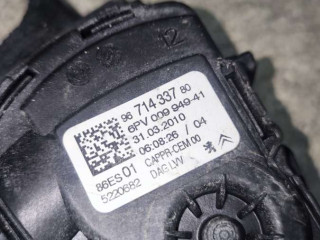 96 714 337 80
6PV 009 949-41
31.03.2010
06:08:26 / 04
86ES 01 CAPPR-CEM 00
5220682 DAG LVV
12